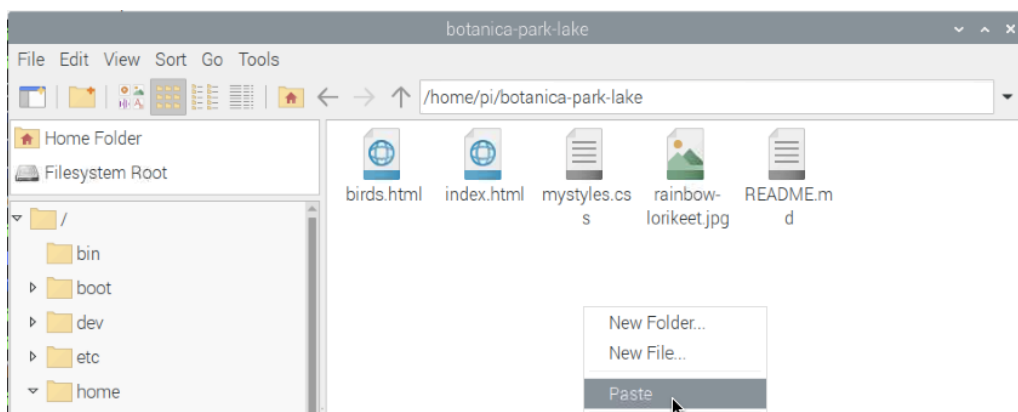 botanica-park-lake
File Edit View Sort Go Tools
/home/pi/botanica-park-lake
Home Folder
Filesystem Root
/
bin
boot
dev
etc
home
birds.html
index.html
mystyles.cs
s
rainbow-
lorikeet.jpg
README.m
d
New Folder...
New File...
Paste